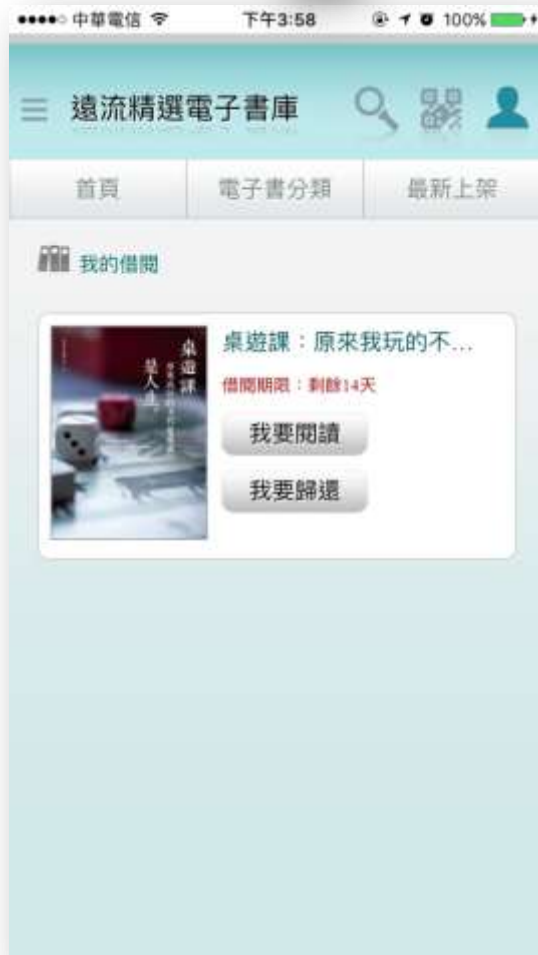 中華電信
下午3:58
100%
遠流精選電子書庫
首頁
電子書分類
最新上架
我的借閱
桌遊課
是人生
桌遊課：原來我玩的不...
借閱期限：剩餘14天
我要閱讀
我要歸還